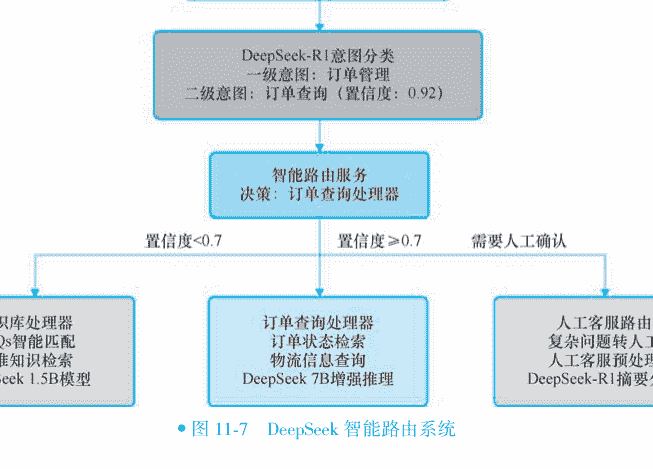 DeepSeek-R1意图分类
一级意图：订单管理
二级意图：订单查询（置信度：0.92）
智能路由服务
决策：订单查询处理器
置信度<0.7
置信度≥0.7
需要人工确认
识库处理器
Qs智能匹配
准知识检索
Seek 1.5B模型
订单查询处理器
订单状态检索
物流信息查询
DeepSeek 7B增强推理
人工客服路由
复杂问题转人工
人工客服预处理
DeepSeek-R1摘要
图 11-7 DeepSeek 智能路由系统